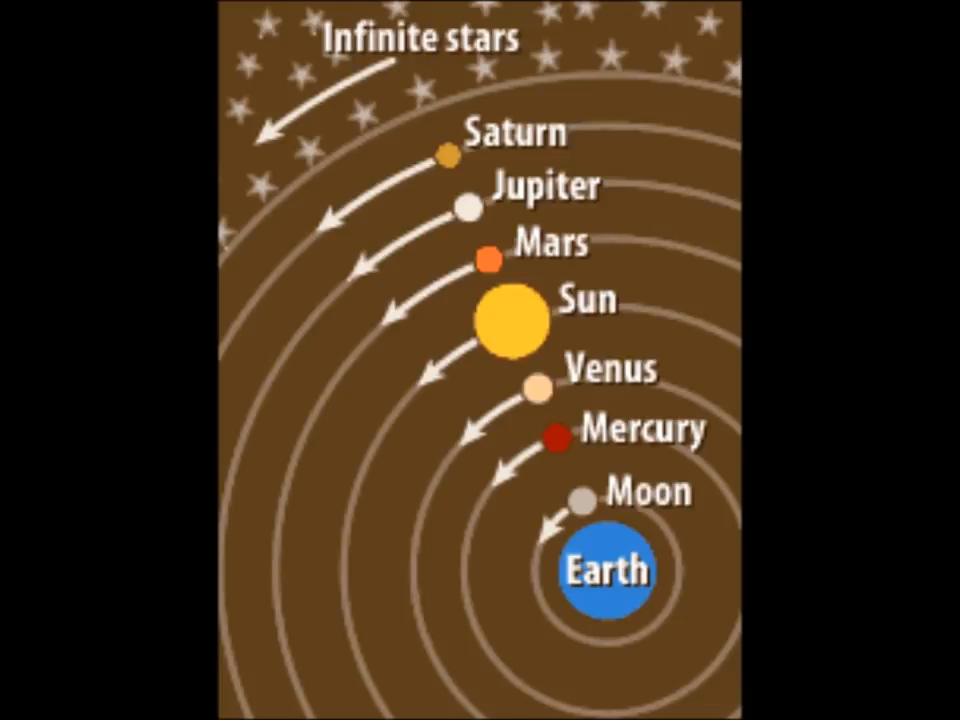 Infinite stars
Saturn
Jupiter
Mars
Sun
Venus
Mercury
Moon
Earth